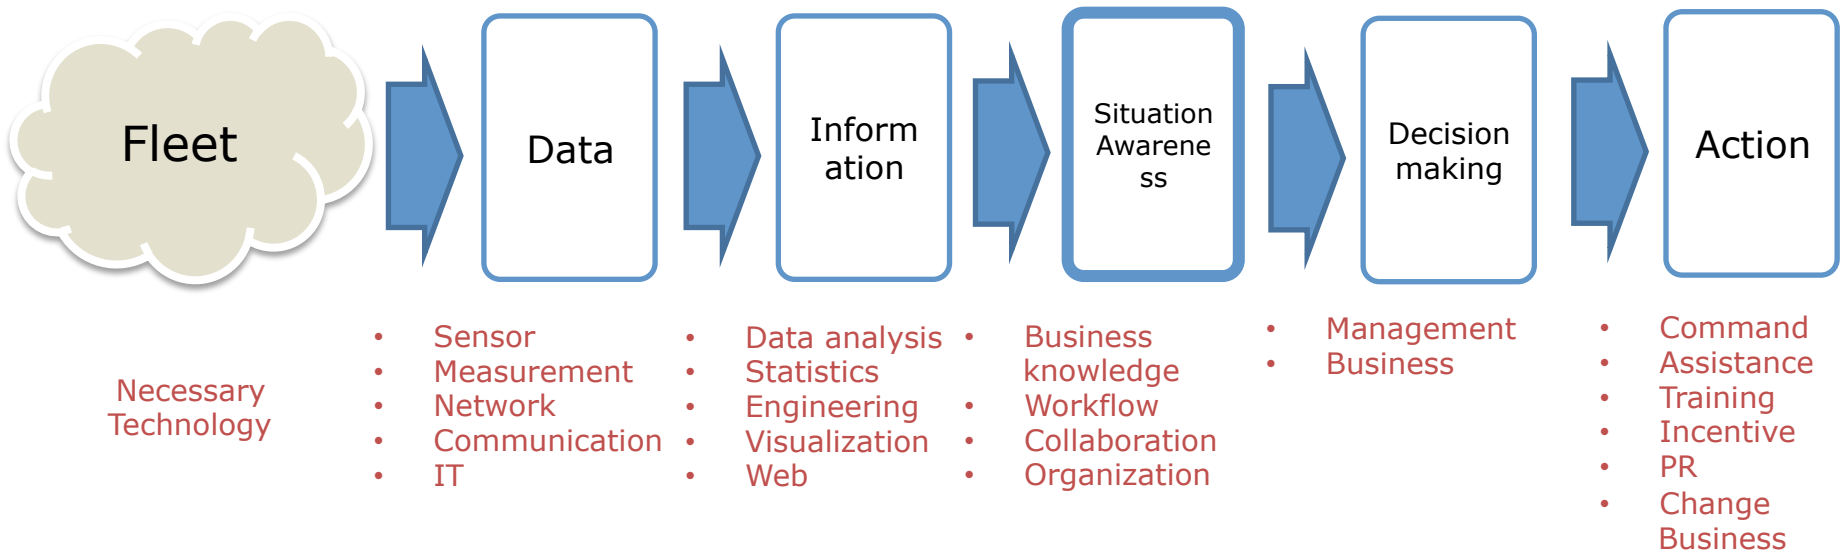 Fleet
Data
Inform
ation
Situation
Awarene
ss
Decision
making
Action
Necessary
Technology
• Sensor
• Measurement
• Network
• Communication
• IT
• Data analysis
• Statistics
• Engineering
• Visualization
• Web
• Business
knowledge
• Workflow
• Collaboration
• Organization
• Management
• Business
• Command
• Assistance
• Training
• Incentive
• PR
• Change
Business